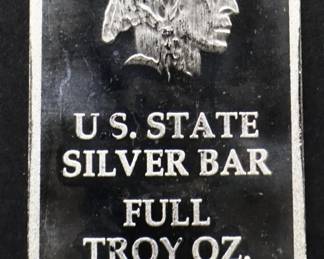 U S. STATE
SILVER BAR
FULL
TROY OZ.